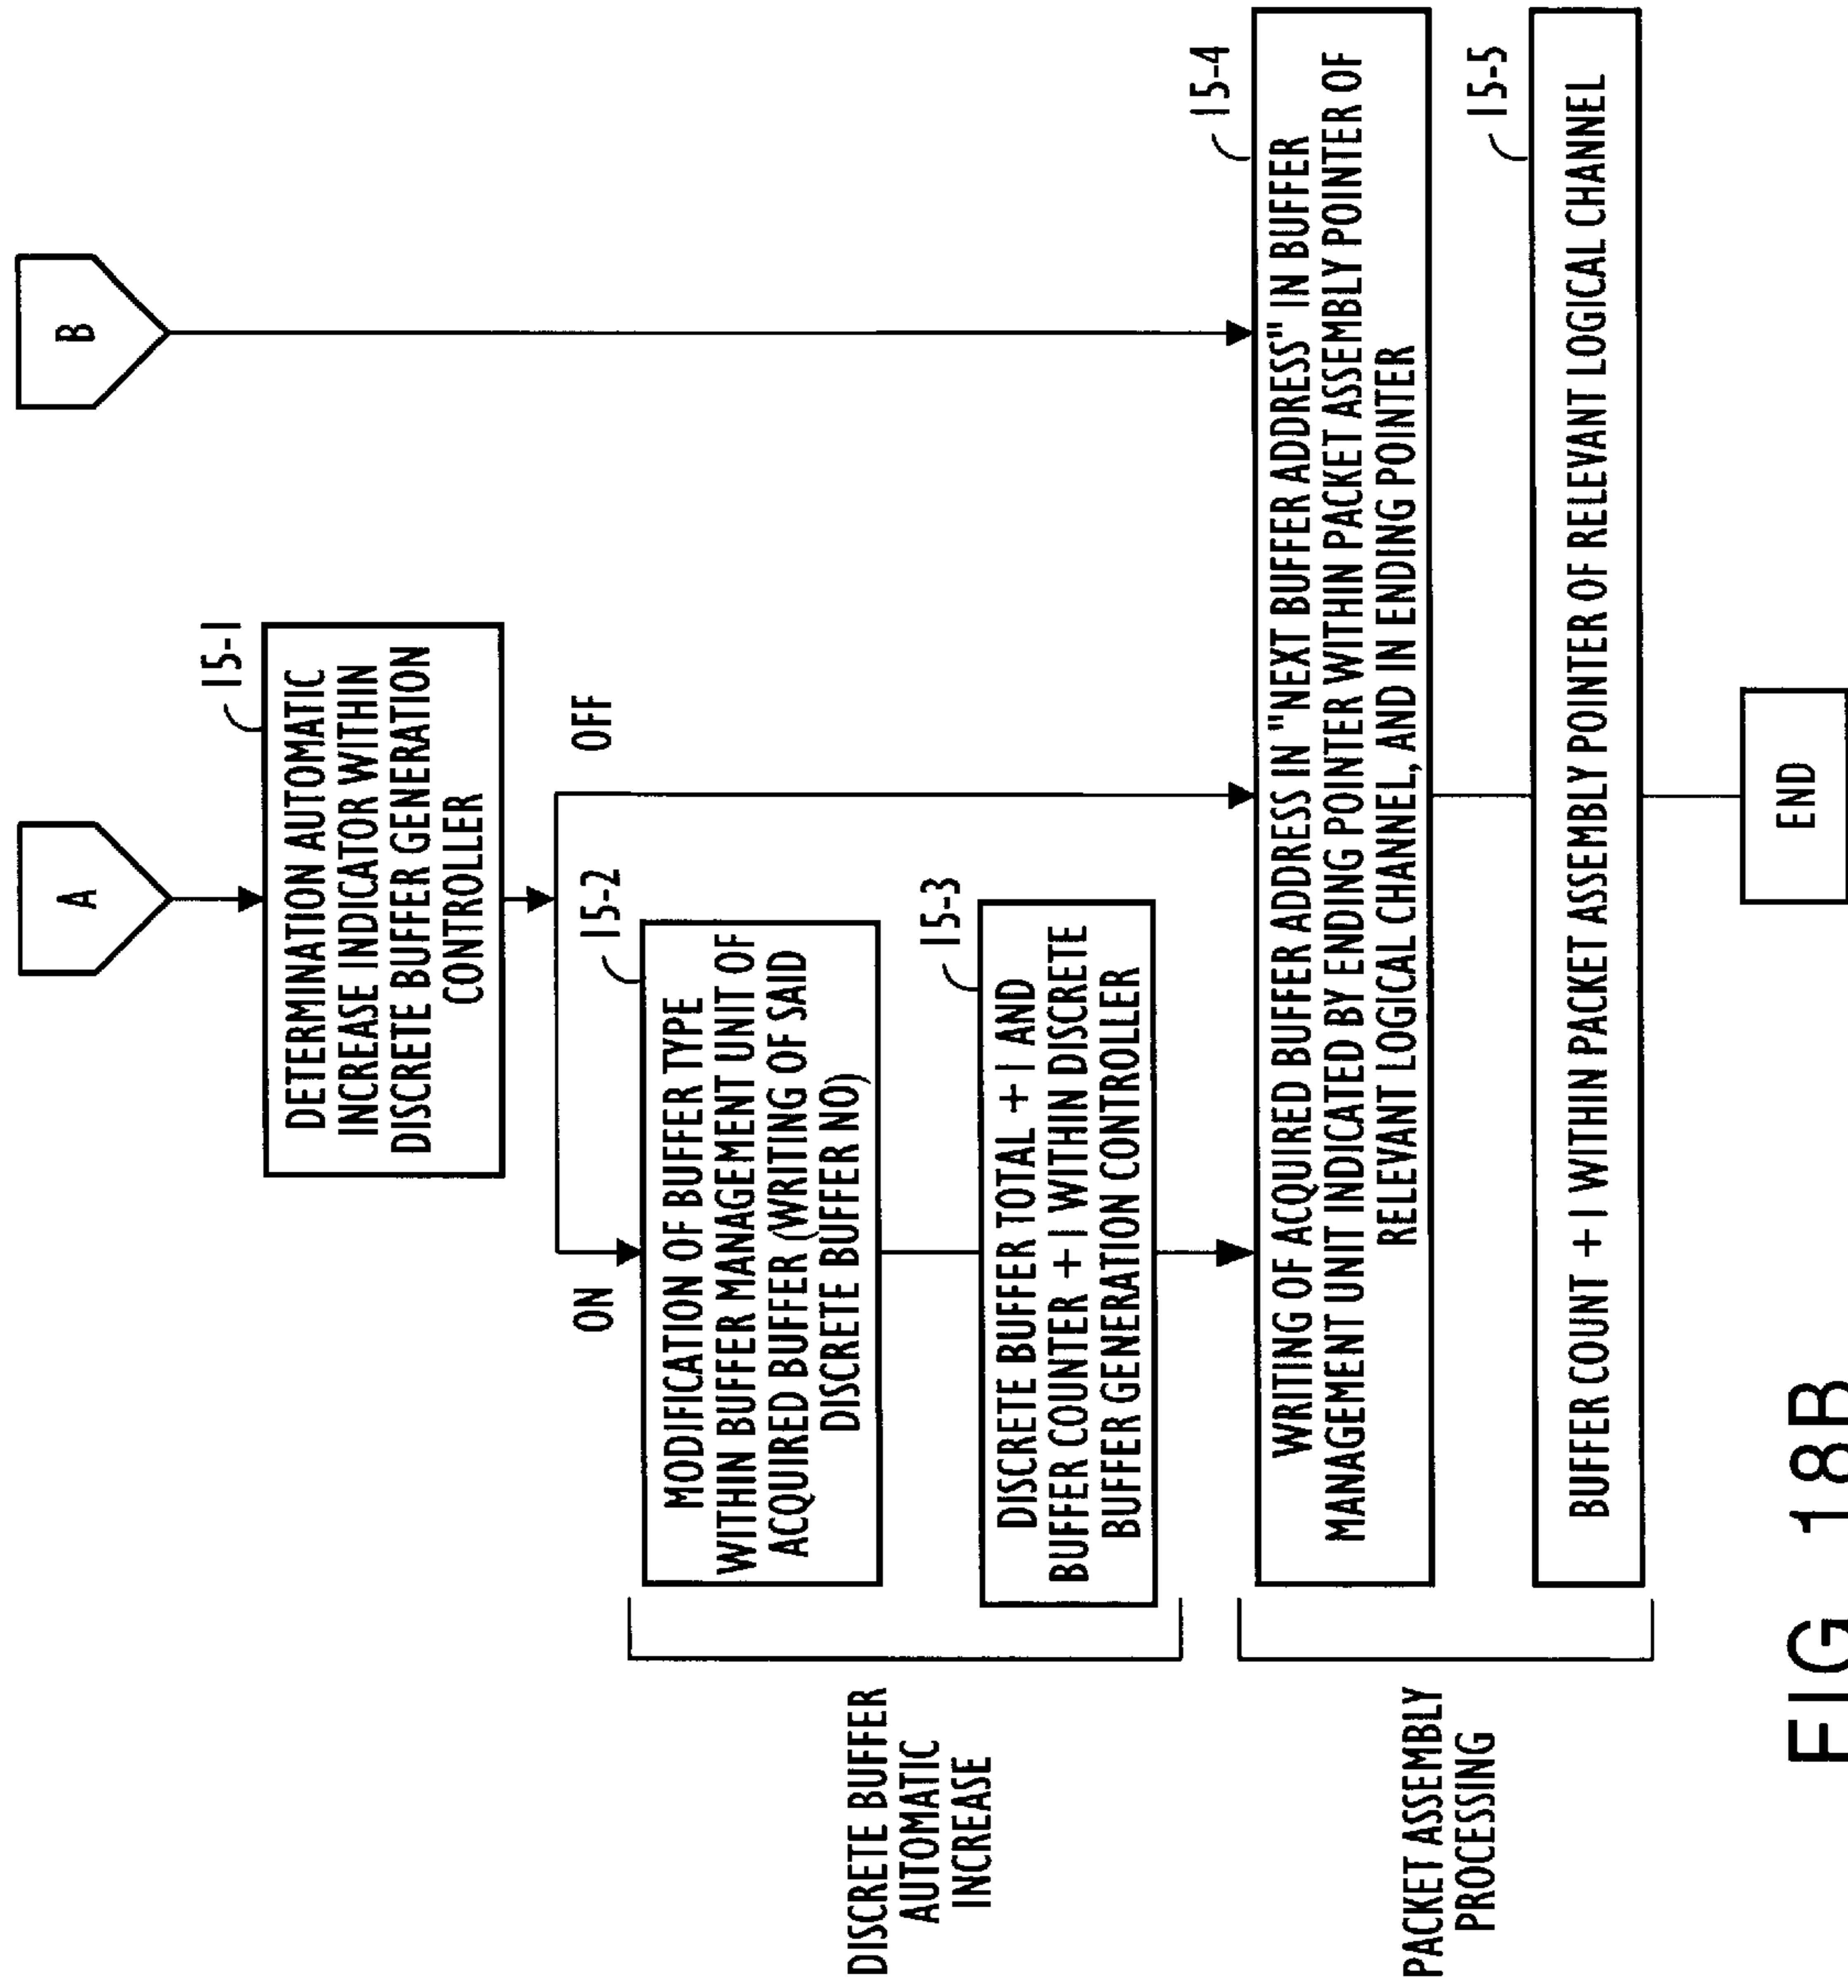 A
B
15-1
DETERMINATION AUTOMATIC
INCREASE INDICATOR WITHIN
DISCRETE BUFFER GENERATION
CONTROLLER
ON
OFF
DISCRETE BUFFER
AUTOMATIC
INCREASE
15-2
MODIFICATION OF BUFFER TYPE
WITHIN BUFFER MANAGEMENT UNIT OF
ACQUIRED BUFFER (WRITING OF SAID
DISCRETE BUFFER NO)
15-3
DISCRETE BUFFER TOTAL +1 AND
BUFFER COUNTER +1 WITHIN DISCRETE
BUFFER GENERATION CONTROLLER
PACKET ASSEMBLY
PROCESSING
15-4
WRITING OF ACQUIRED BUFFER ADDRESS IN "NEXT BUFFER ADDRESS" IN BUFFER
MANAGEMENT UNIT INDICATED BY ENDING POINTER WITHIN PACKET ASSEMBLY POINTER OF
RELEVANT LOGICAL CHANNEL, AND IN ENDING POINTER
15-5
BUFFER COUNT +1 WITHIN PACKET ASSEMBLY POINTER OF RELEVANT LOGICAL CHANNEL
END
FIG. 18B